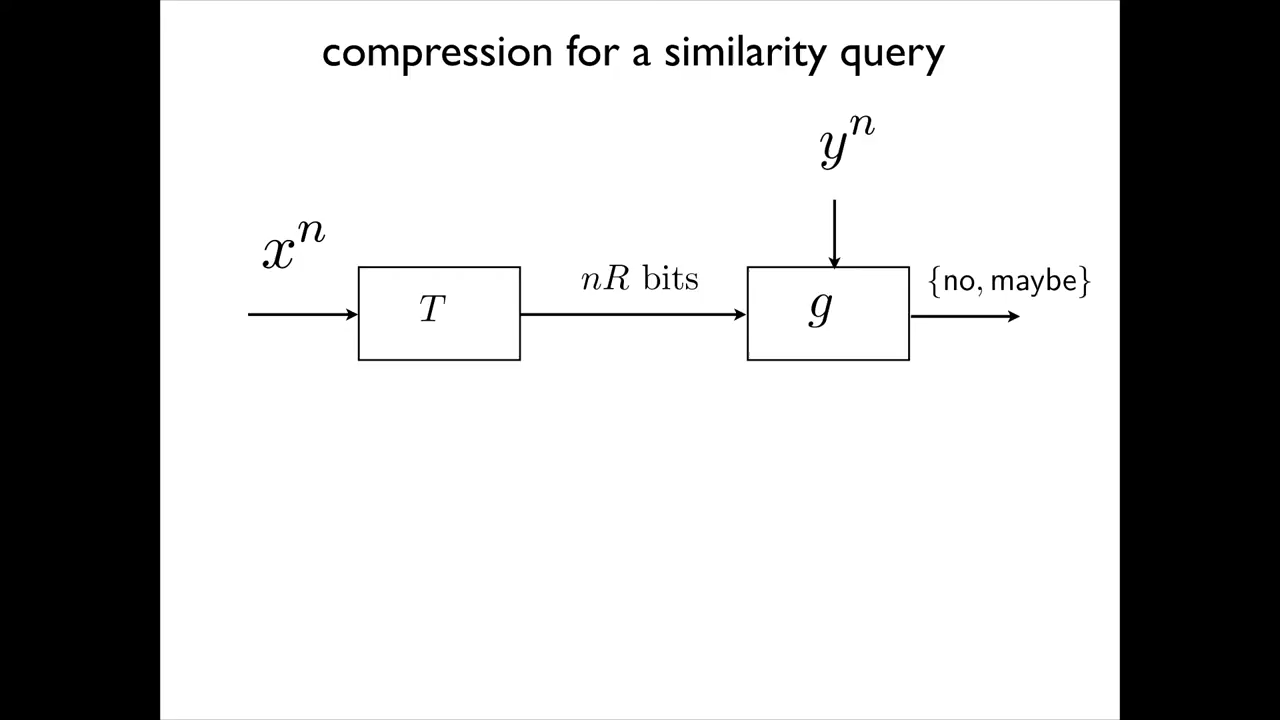 compression for a similarity query
y^n
x^n
T
nR bits
g
{no, maybe}